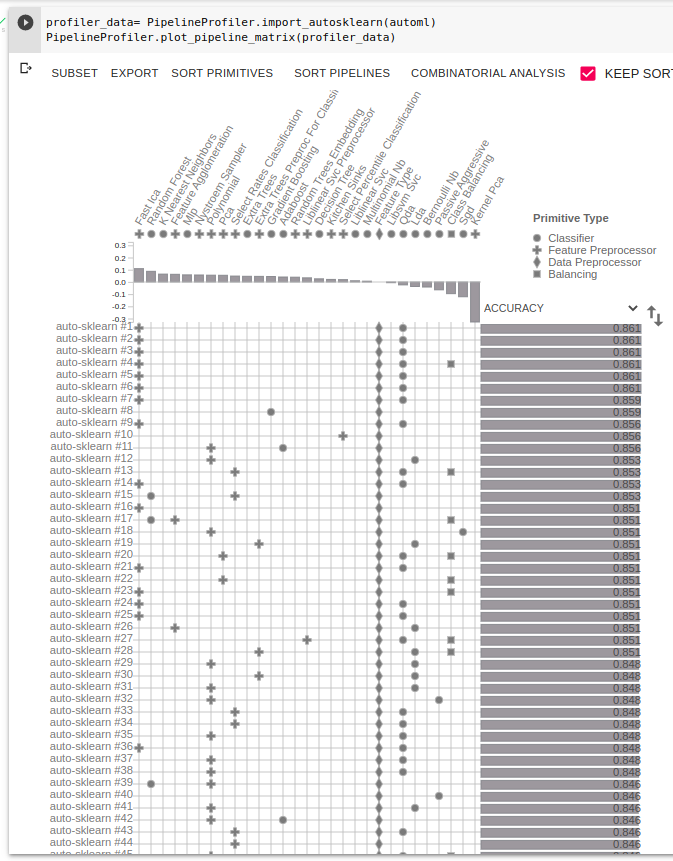 profiler_data= PipelineProfiler.import_autosklearn(automl)
PipelineProfiler.plot_pipeline_matrix(profiler_data)
SUBSET EXPORT SORT PRIMITIVES SORT PIPELINES COMBINATORIAL ANALYSIS KEEP SORT
Fast Ica
Random Forest
K Nearest Neighbors
Feature Agglomeration
Mlp
Nystroem Sampler
Polynomial
Pca
Select Rates Classification
Extra Trees
Extra Trees Preproc For Classifi
Gradient Boosting
Adaboost
Random Trees Embedding
Liblinear Svc Preprocessor
Decision Tree
Kitchen Sinks
Select Percentile Classification
Liblinear Svc
Multinomial Nb
Feature Type
Libsvm Svc
Qda
Lda
Bernoulli Nb
Passive Aggressive
Class Balancing
Sgd
Kernel Pca
Primitive Type
Classifier
Feature Preprocessor
Data Preprocessor
Balancing
0.3
0.2
0.1
0.0
-0.1
-0.2
-0.3
ACCURACY
auto-sklearn #1 0.861
auto-sklearn #2 0.861
auto-sklearn #3 0.861
auto-sklearn #4 0.861
auto-sklearn #5 0.861
auto-sklearn #6 0.861
auto-sklearn #7 0.859
auto-sklearn #8 0.859
auto-sklearn #9 0.856
auto-sklearn #10 0.856
auto-sklearn #11 0.856
auto-sklearn #12 0.853
auto-sklearn #13 0.853
auto-sklearn #14 0.853
auto-sklearn #15 0.853
auto-sklearn #16 0.851
auto-sklearn #17 0.851
auto-sklearn #18 0.851
auto-sklearn #19 0.851
auto-sklearn #20 0.851
auto-sklearn #21 0.851
auto-sklearn #22 0.851
auto-sklearn #23 0.851
auto-sklearn #24 0.851
auto-sklearn #25 0.851
auto-sklearn #26 0.851
auto-sklearn #27 0.851
auto-sklearn #28 0.851
auto-sklearn #29 0.848
auto-sklearn #30 0.848
auto-sklearn #31 0.848
auto-sklearn #32 0.848
auto-sklearn #33 0.848
auto-sklearn #34 0.848
auto-sklearn #35 0.848
auto-sklearn #36 0.848
auto-sklearn #37 0.848
auto-sklearn #38 0.848
auto-sklearn #39 0.846
auto-sklearn #40 0.846
auto-sklearn #41 0.846
auto-sklearn #42 0.846
auto-sklearn #43 0.846
auto-sklearn #44 0.846
auto-sklearn #45